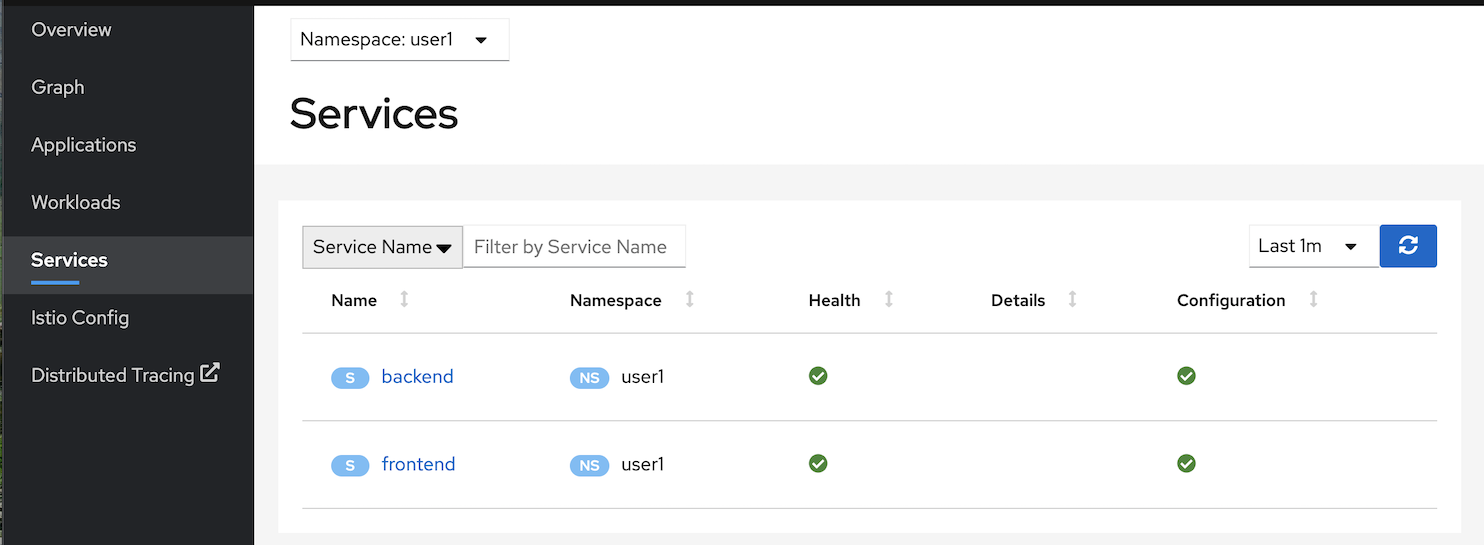 Overview
Graph
Applications
Workloads
Services
Istio Config
Distributed Tracing
Namespace: user1
Services
Service Name Filter by Service Name Last 1m
Name Namespace Health Details Configuration
S backend NS user1
S frontend NS user1